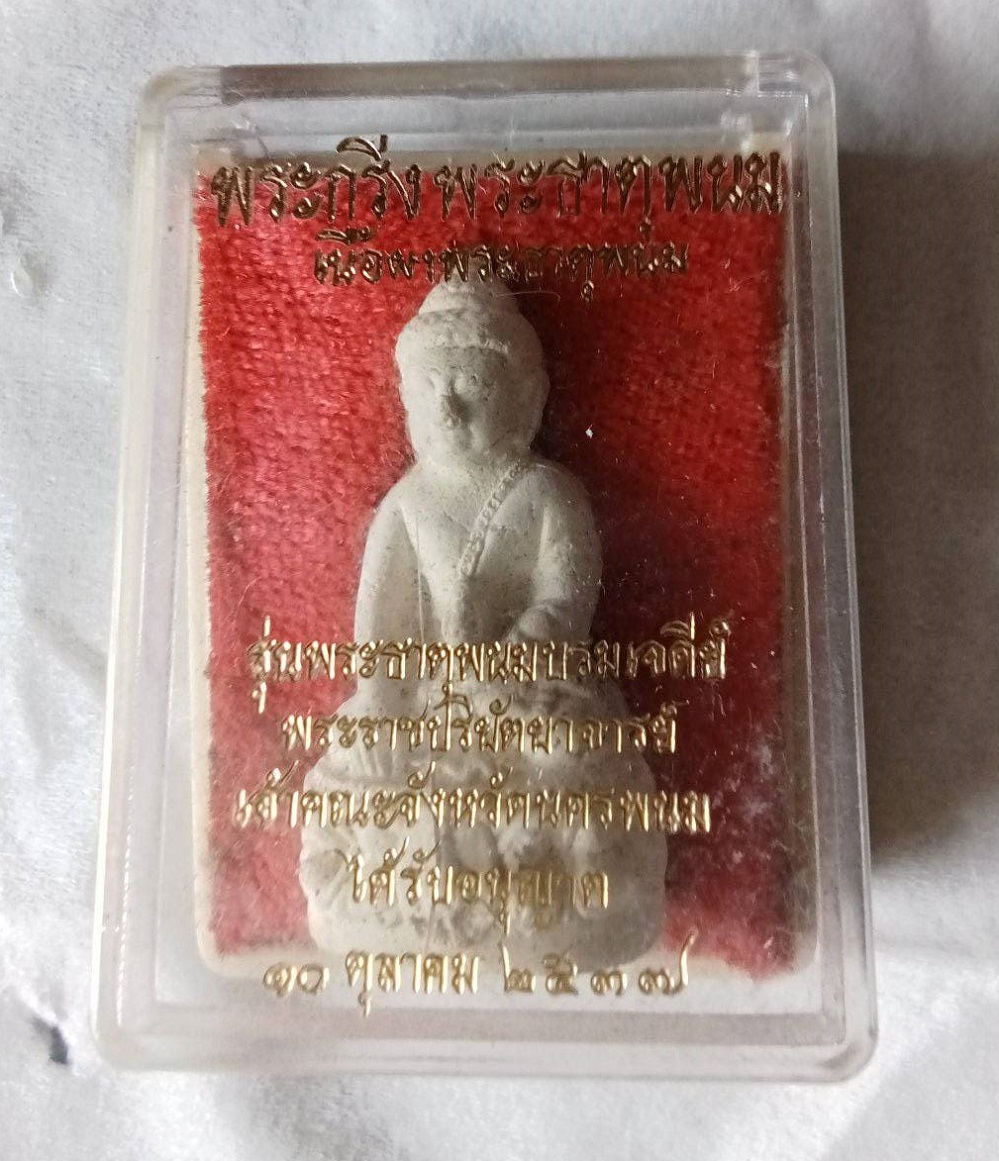 พระกริ่งพระธาตุพนม
เนื้อผงพระธาตุพนม
รุ่นพระธาตุพนมบรมเจดีย์
พระราชปริยัตยาจารย์
เจ้าคณะจังหวัดนครพนม
ได้รับอนุญาต
๑๐ ตุลาคม ๒๕๓๗